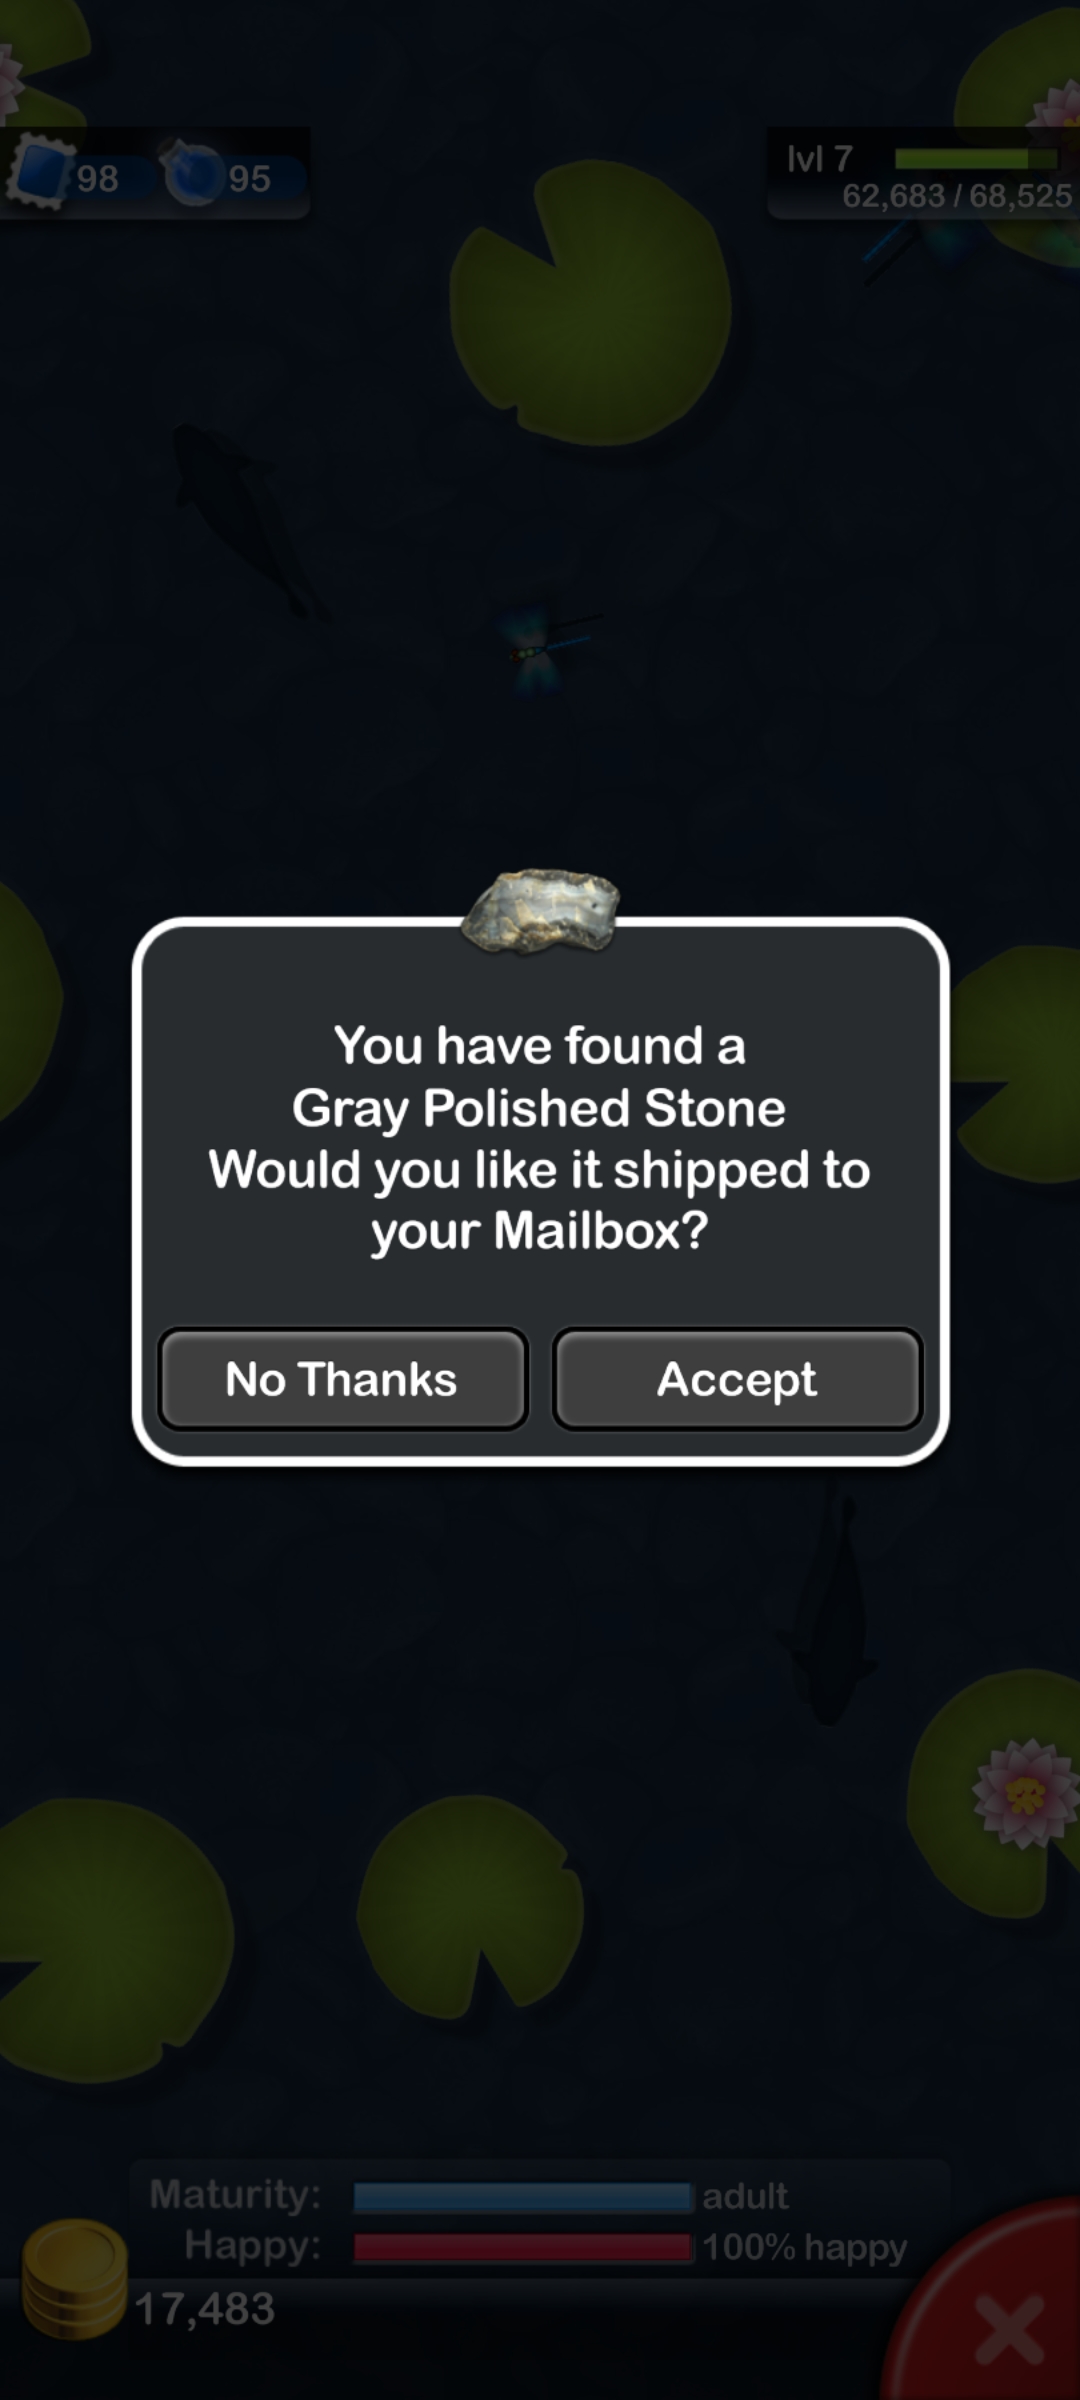 98
95
lvl 7
62,683 / 68,525
You have found a
Gray Polished Stone
Would you like it shipped to
your Mailbox?
No Thanks
Accept
Maturity: adult
Happy: 100% happy
17,483